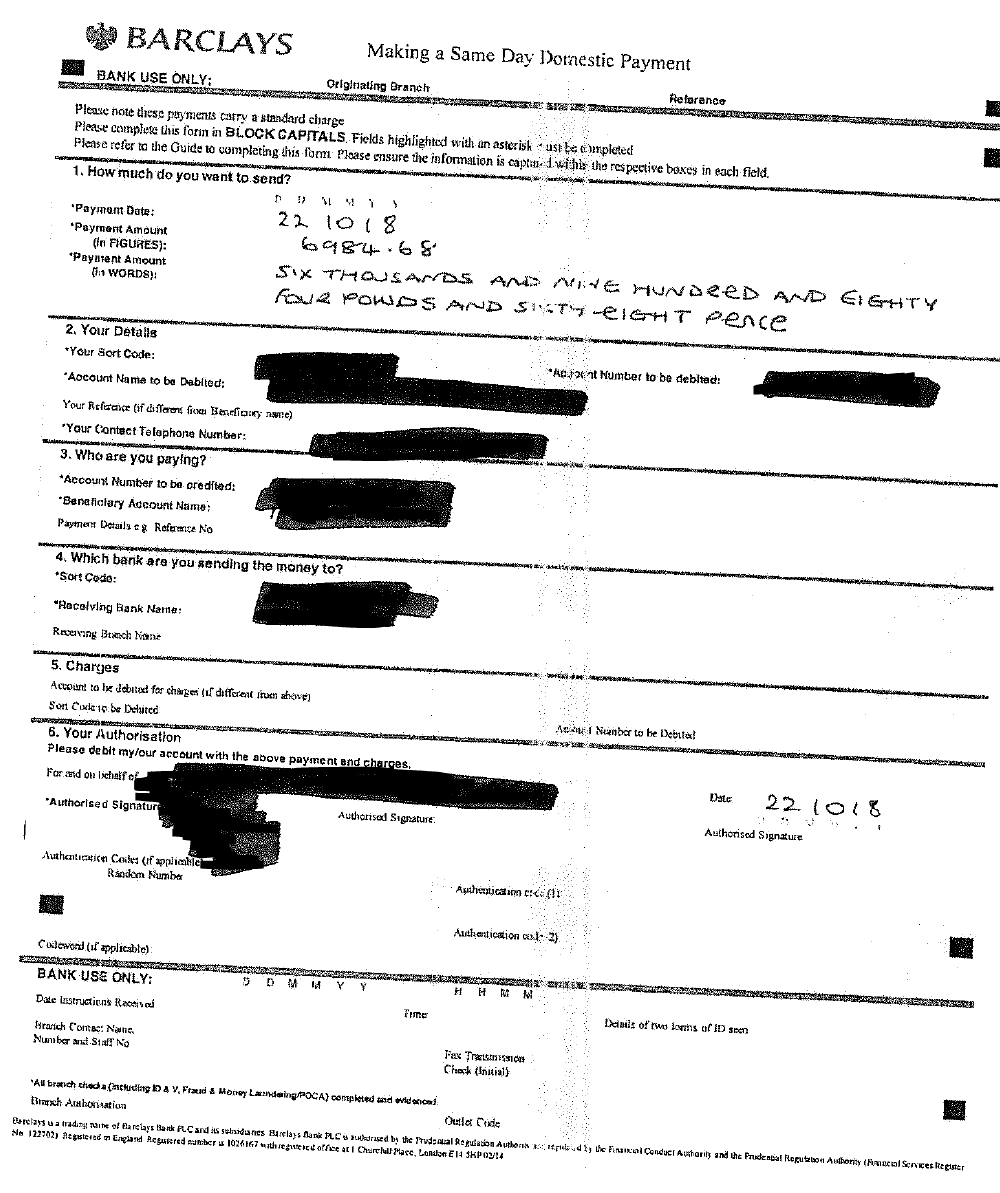 BARCLAYS
Making a Same Day Domestic Payment
BANK USE ONLY:
Originating Branch
Reference
Please note these payments carry a standard charge
Please complete this form in BLOCK CAPITALS. Fields highlighted with an asterisk must be completed
Please refer to the Guide to completing this form. Please ensure the information is captured within the respective boxes in each field.
1. How much do you want to send?
D D M M Y Y
*Payment Date: 22 10 18
*Payment Amount (in FIGURES): 6984.68
*Payment Amount (in WORDS): SIX THOUSANDS AND NINE HUNDRED AND EIGHTY
FOUR POWDS AND SIXTY-EIGHT PENCE
2. Your Details
*Your Sort Code:
*Account Number to be debited:
*Account Name to be Debited:
Your Reference (if different from Beneficiary name)
*Your Contact Telephone Number:
3. Who are you paying?
*Account Number to be credited:
*Beneficiary Account Name:
Payment Details e.g. Reference No
4. Which bank are you sending the money to?
*Sort Code:
*Receiving Bank Name:
Receiving Branch Name
5. Charges
Account to be debited for charges (if different from above)
Sort Code to be Debited
Account Number to be Debited
6. Your Authorisation
Please debit my/our account with the above payment and charges.
For and on behalf of
Date 22 10 18
*Authorised Signature
Authorised Signature:
Authorised Signature
Authentication Codes (if applicable)
Random Number
Authentication code (1)
Authentication code (2)
Codeword (if applicable):
BANK USE ONLY:
D D M M Y Y
H H M M
Date Instructions Received
Time
Details of two forms of ID seen
Branch Contact Name,
Number and Staff No
Fax Transmission
Check (Initial)
*All branch checks (including ID & V, Fraud & Money Laundering/POCA) completed and evidenced.
Branch Authorisation
Outlet Code
Barclays is a trading name of Barclays Bank PLC and its subsidiaries. Barclays Bank PLC is authorised by the Prudential Regulation Authority and regulated by the Financial Conduct Authority and the Prudential Regulation Authority (Financial Services Register
No. 122702). Registered in England. Registered number is 1026167 with registered office at 1 Churchill Place, London E14 5HP 02/14